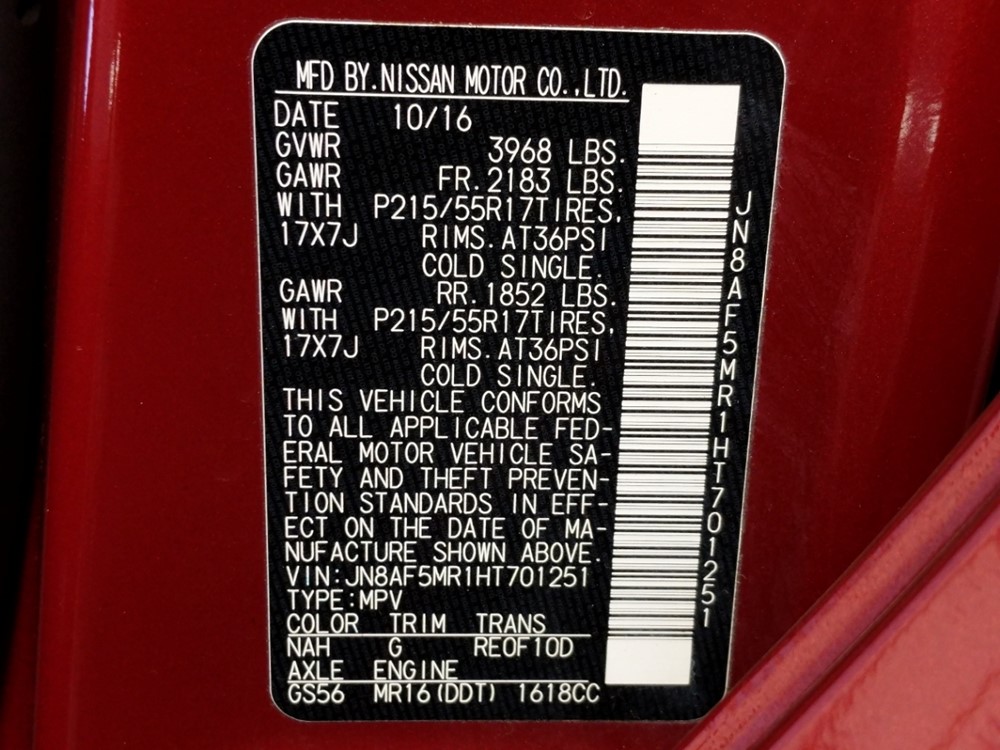 MFD BY.NISSAN MOTOR CO.,LTD.
DATE 10/16
GVWR 3968 LBS.
GAWR FR.2183 LBS.
WITH P215/55R17TIRES,
17X7J RIMS.AT36PSI
COLD SINGLE.
GAWR RR.1852 LBS.
WITH P215/55R17TIRES,
17X7J RIMS.AT36PSI
COLD SINGLE.
THIS VEHICLE CONFORMS
TO ALL APPLICABLE FED-
ERAL MOTOR VEHICLE SA-
FETY AND THEFT PREVEN-
TION STANDARDS IN EFF-
ECT ON THE DATE OF MA-
NUFACTURE SHOWN ABOVE.
VIN:JN8AF5MR1HT701251
TYPE:MPV
COLOR TRIM TRANS
NAH G REOF10D
AXLE ENGINE
GS56 MR16(DDT) 1618CC
JN8AF5MR1HT701251